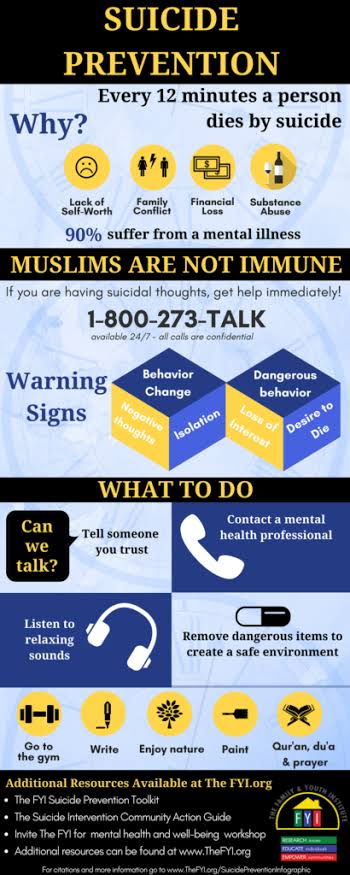 SUICIDE
PREVENTION
Every 12 minutes a person
dies by suicide
Why?
Lack of
Self-Worth
Family
Conflict
Financial
Loss
Substance
Abuse
90% suffer from a mental illness
MUSLIMS ARE NOT IMMUNE
If you are having suicidal thoughts, get help immediately!
1-800-273-TALK
available 24/7 - all calls are confidential
Warning
Signs
Behavior
Change
Negative
thoughts
Isolation
Dangerous
behavior
Loss of
Interest
Desire to
Die
WHAT TO DO
Can
we
talk?
Tell someone
you trust
Contact a mental
health professional
Listen to
relaxing
sounds
Remove dangerous items to
create a safe environment
Go to
the gym
Write
Enjoy nature
Paint
Qur'an, du'a
& prayer
Additional Resources Available at The FYI.org
• The FYI Suicide Prevention Toolkit
• The Suicide Intervention Community Action Guide
• Invite The FYI for mental health and well-being workshop
• Additional resources can be found at www.TheFYI.org
THE FAMILY & YOUTH INSTITUTE
FYI
RESEARCH issues
EDUCATE individuals
EMPOWER communities
For citations and more information go to www.TheFYI.org/SuicidePreventionInfographic